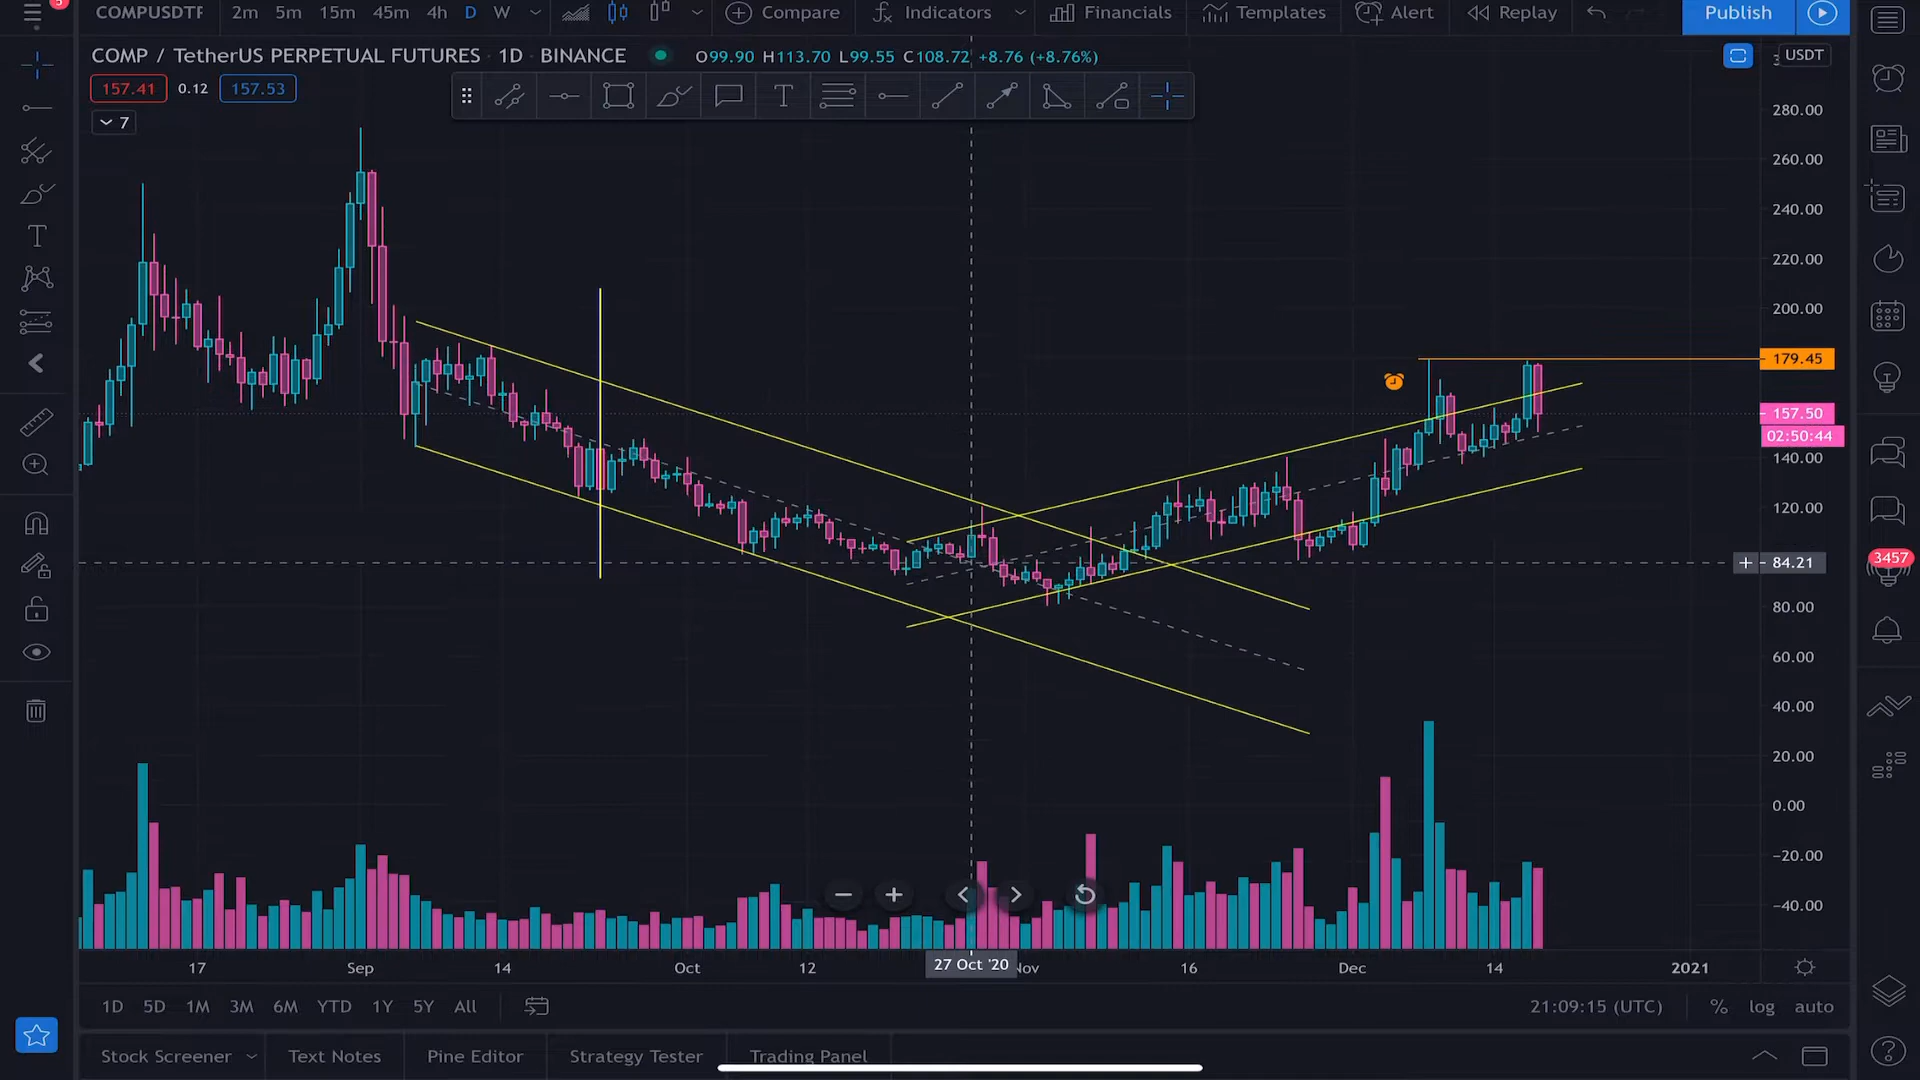 5
COMPUSDTF 2m 5m 15m 45m 4h D W Compare Indicators Financials Templates Alert Replay Publish
COMP / TetherUS PERPETUAL FUTURES · 1D · BINANCE O99.90 H113.70 L99.55 C108.72 +8.76 (+8.76%)
USDT
157.41 0.12 157.53
7
T
T
280.00
260.00
240.00
220.00
200.00
179.45
157.50
02:50:44
140.00
120.00
+ 84.21
3457
80.00
60.00
40.00
20.00
0.00
−20.00
−40.00
17 Sep 14 Oct 12 27 Oct '20 Nov 16 Dec 14 2021
1D 5D 1M 3M 6M YTD 1Y 5Y All 21:09:15 (UTC) % log auto
Stock Screener Text Notes Pine Editor Strategy Tester Trading Panel